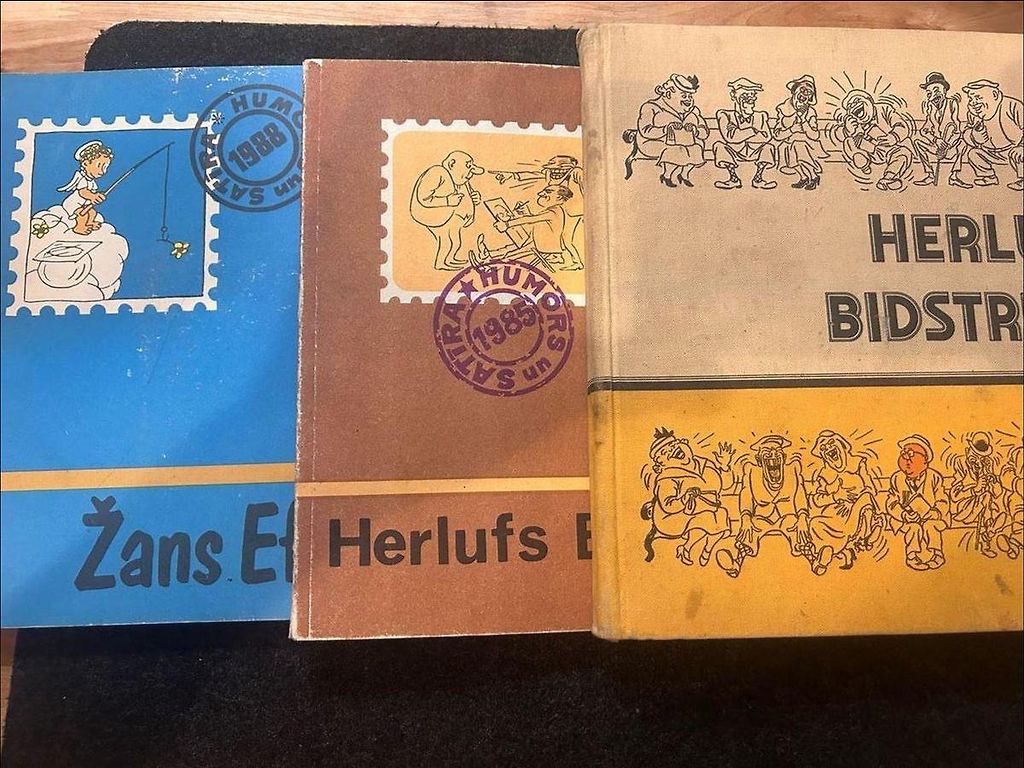 HUMORS
un
SATĪRA
1988
Žans Ef
HUMORS
un
SATĪRA
1985
Herlufs B
HERLU
BIDSTR